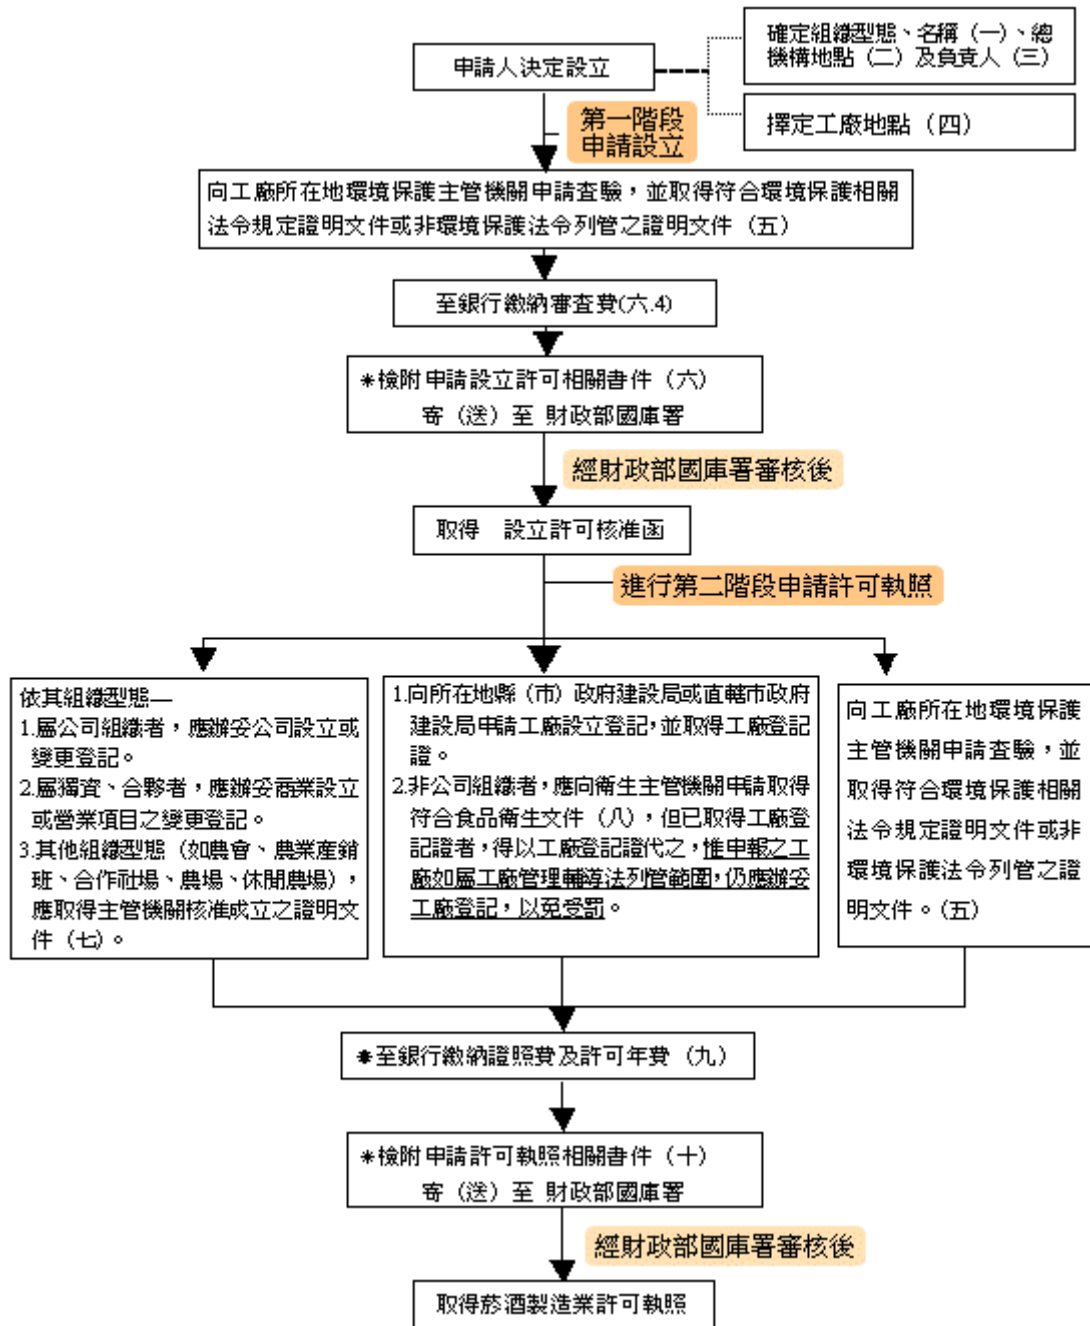 確定組織型態、名稱（一）、總
機構地點（二）及負責人（三）
申請人決定設立
擇定工廠地點（四）
第一階段
申請設立
向工廠所在地環境保護主管機關申請查驗，並取得符合環境保護相關
法令規定證明文件或非環境保護法令列管之證明文件（五）
至銀行繳納審查費(六.4)
*檢附申請設立許可相關書件（六）
寄（送）至 財政部國庫署
經財政部國庫署審核後
取得　設立許可核准函
進行第二階段申請許可執照
依其組織型態—
1.屬公司組織者，應辦妥公司設立或
變更登記。
2.屬獨資、合夥者，應辦妥商業設立
或營業項目之變更登記。
3.其他組織型態（如農會、農業產銷
班、合作社場、農場、休閒農場），
應取得主管機關核准成立之證明文
件（七）。
1.向所在地縣（市）政府建設局或直轄市政府
建設局申請工廠設立登記，並取得工廠登記
證。
2.非公司組織者，應向衛生主管機關申請取得
符合食品衛生文件（八），但已取得工廠登
記證者，得以工廠登記證代之，惟申報之工
廠如屬工廠管理輔導法列管範圍，仍應辦妥
工廠登記，以免受罰。
向工廠所在地環境保護
主管機關申請查驗，並
取得符合環境保護相關
法令規定證明文件或非
環境保護法令列管之證
明文件。（五）
*至銀行繳納證照費及許可年費（九）
*檢附申請許可執照相關書件（十）
寄（送）至 財政部國庫署
經財政部國庫署審核後
取得菸酒製造業許可執照